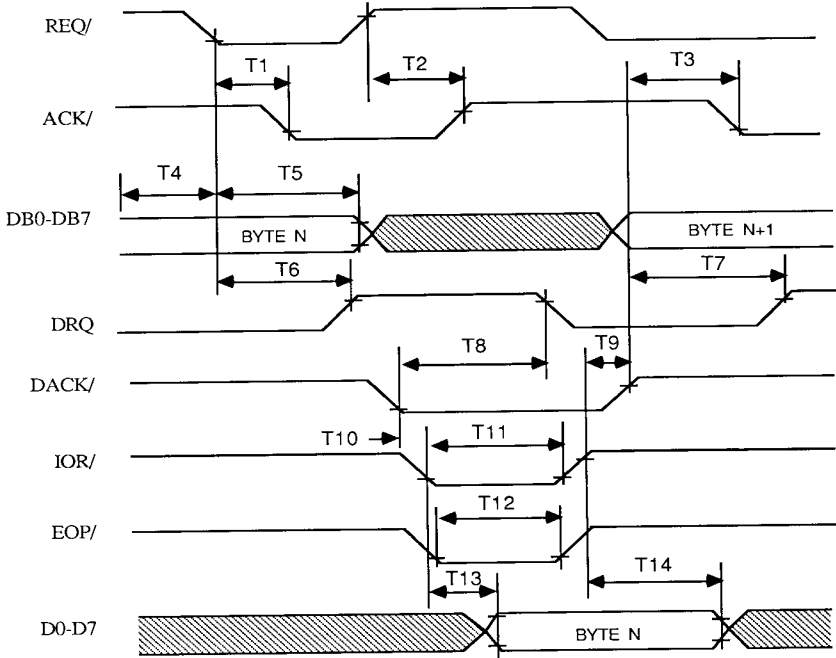 REQ/
T1
T2
T3
ACK/
T4
T5
DB0-DB7
BYTE N
BYTE N+1
T6
T7
DRQ
T8
T9
DACK/
T10
T11
IOR/
T12
EOP/
T13
T14
D0-D7
BYTE N